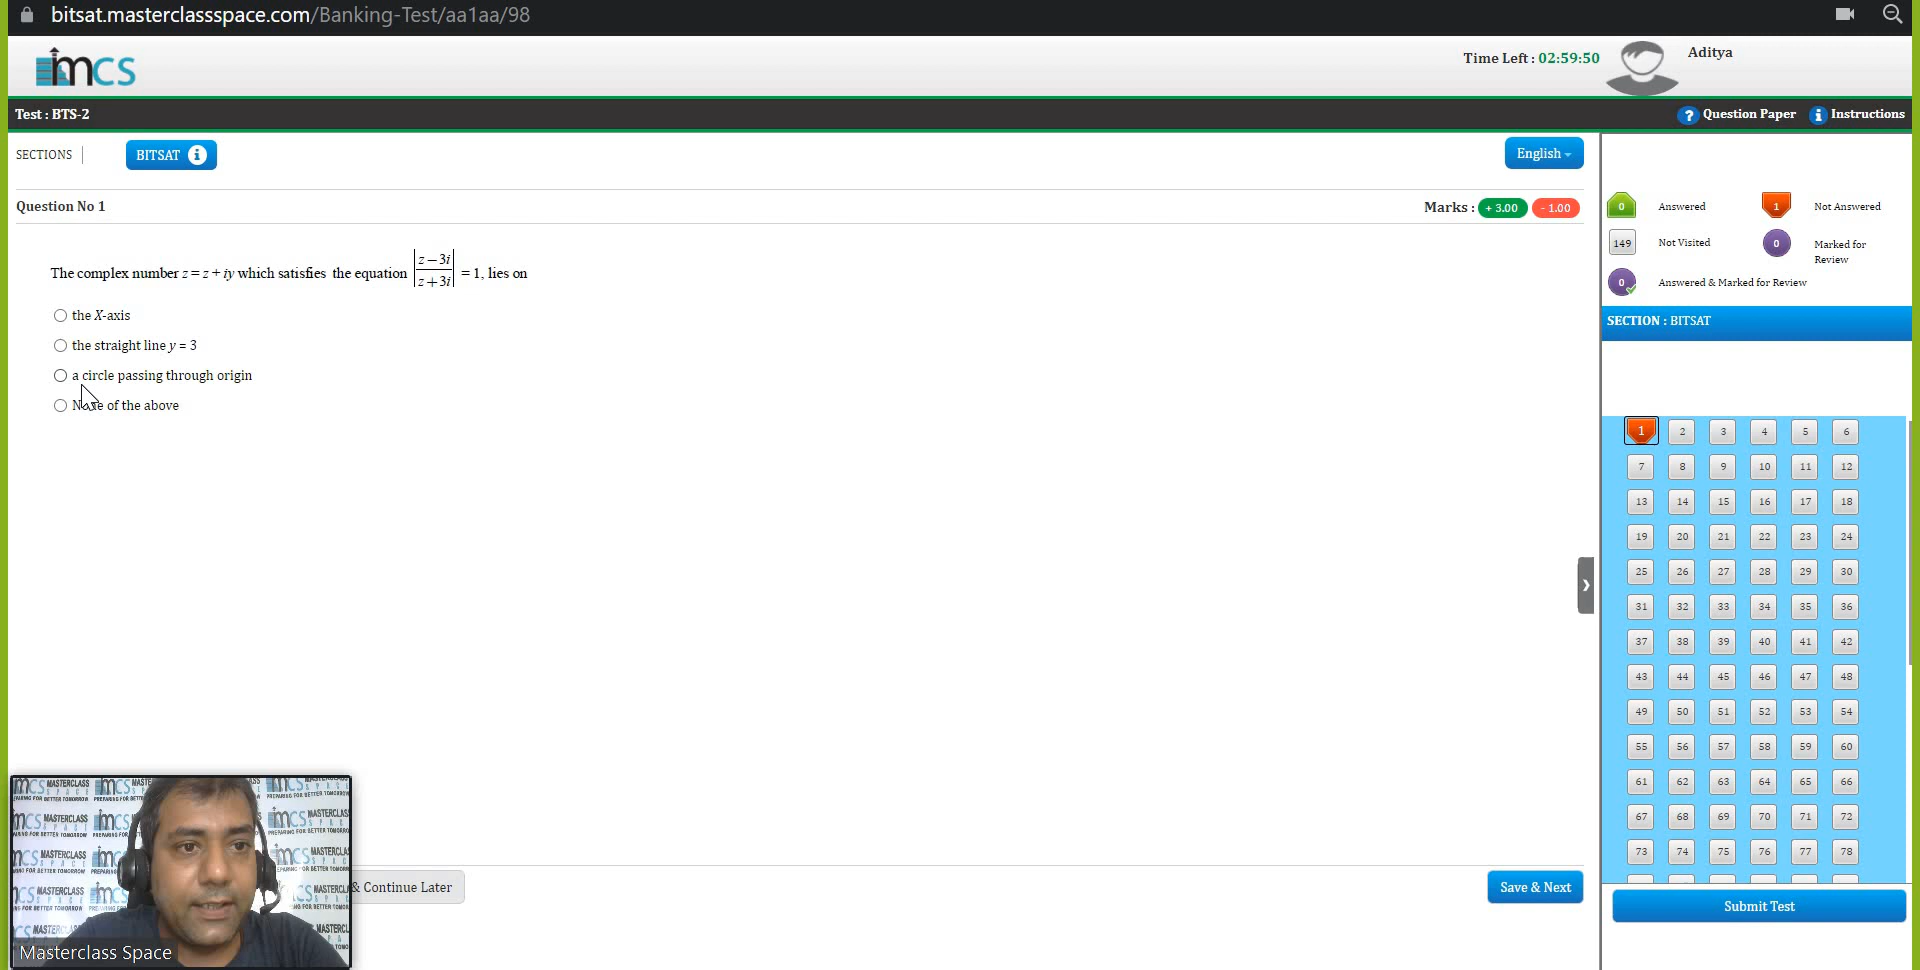 bitsat.masterclassspace.com/Banking-Test/aa1aa/98
imcs
Time Left : 02:59:50
Aditya
Test : BTS-2
? Question Paper i Instructions
SECTIONS
BITSAT i
English
Question No 1
Marks : + 3.00 - 1.00
The complex number z = z + iy which satisfies the equation |z − 3i / z + 3i| = 1, lies on
the X-axis
the straight line y = 3
a circle passing through origin
of the above
0 Answered 1 Not Answered
149 Not Visited 0 Marked for Review
0 Answered & Marked for Review
SECTION : BITSAT
1 2 3 4 5 6
7 8 9 10 11 12
13 14 15 16 17 18
19 20 21 22 23 24
25 26 27 28 29 30
31 32 33 34 35 36
37 38 39 40 41 42
43 44 45 46 47 48
49 50 51 52 53 54
55 56 57 58 59 60
61 62 63 64 65 66
67 68 69 70 71 72
73 74 75 76 77 78
& Continue Later
Save & Next
Submit Test
imcs MASTERCLASS SPACE
PREPARING FOR BETTER TOMORROW
Masterclass Space